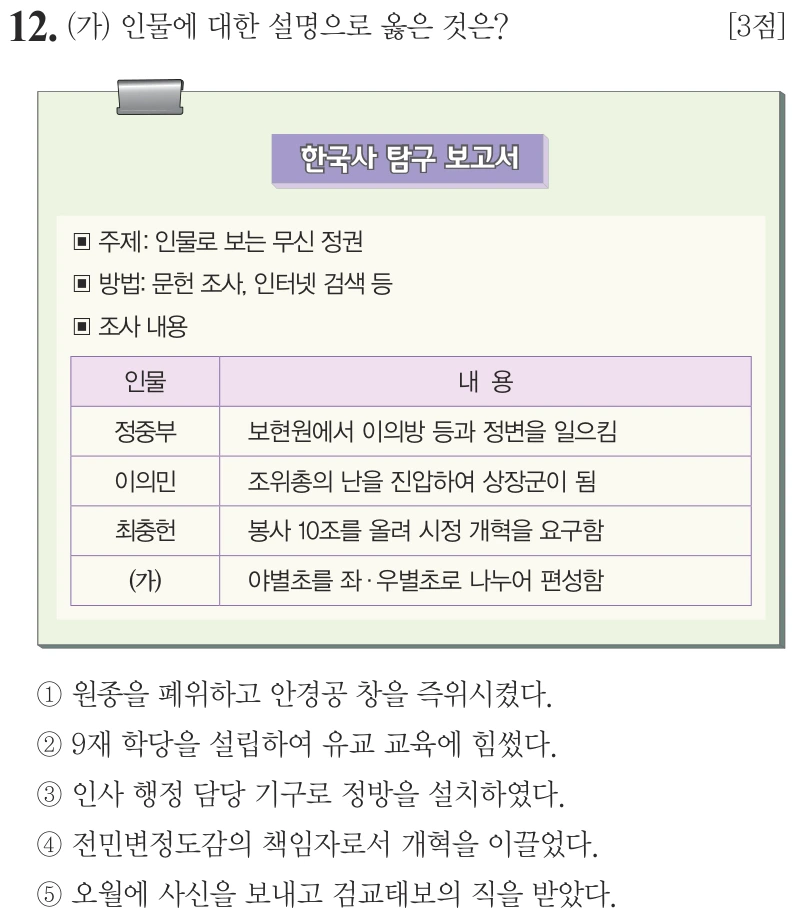 12. (가) 인물에 대한 설명으로 옳은 것은? [3점]
한국사 탐구 보고서
▣ 주제: 인물로 보는 무신 정권
▣ 방법: 문헌 조사, 인터넷 검색 등
▣ 조사 내용
인물 내 용
정중부 보현원에서 이의방 등과 정변을 일으킴
이의민 조위총의 난을 진압하여 상장군이 됨
최충헌 봉사 10조를 올려 시정 개혁을 요구함
(가) 야별초를 좌·우별초로 나누어 편성함
① 원종을 폐위하고 안경공 창을 즉위시켰다.
② 9재 학당을 설립하여 유교 교육에 힘썼다.
③ 인사 행정 담당 기구로 정방을 설치하였다.
④ 전민변정도감의 책임자로서 개혁을 이끌었다.
⑤ 오월에 사신을 보내고 검교태보의 직을 받았다.